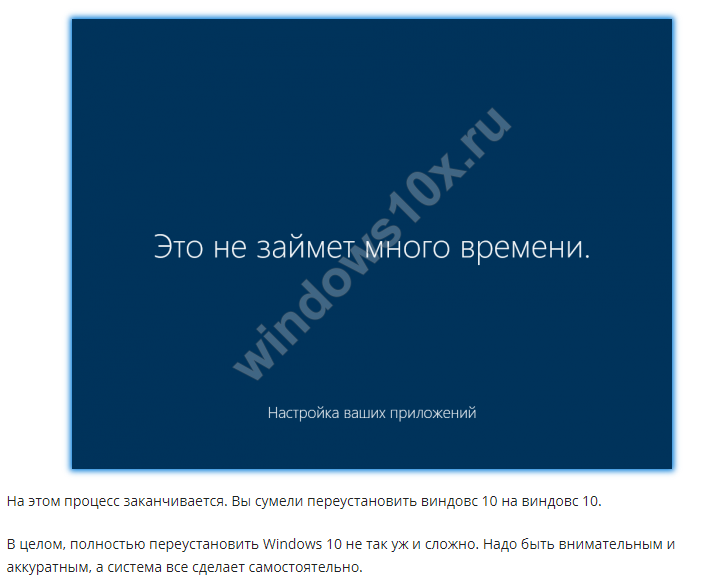 windows10x.ru
Это не займет много времени.
Настройка ваших приложений
На этом процесс заканчивается. Вы сумели переустановить виндовс 10 на виндовс 10.
В целом, полностью переустановить Windows 10 не так уж и сложно. Надо быть внимательным и
аккуратным, а система все сделает самостоятельно.